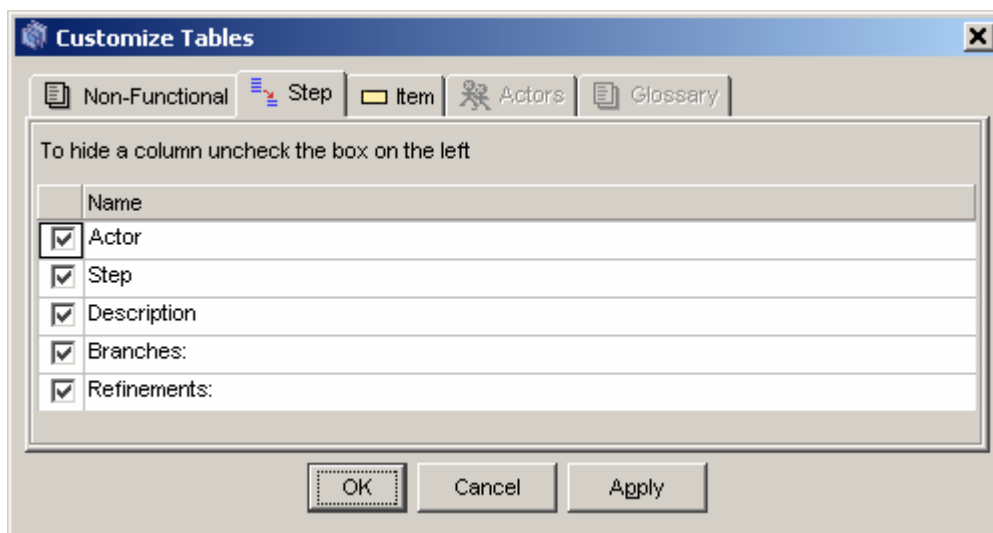 Customize Tables
Non-Functional Step Item Actors Glossary
To hide a column uncheck the box on the left
Name
Actor
Step
Description
Branches:
Refinements:
OK Cancel Apply